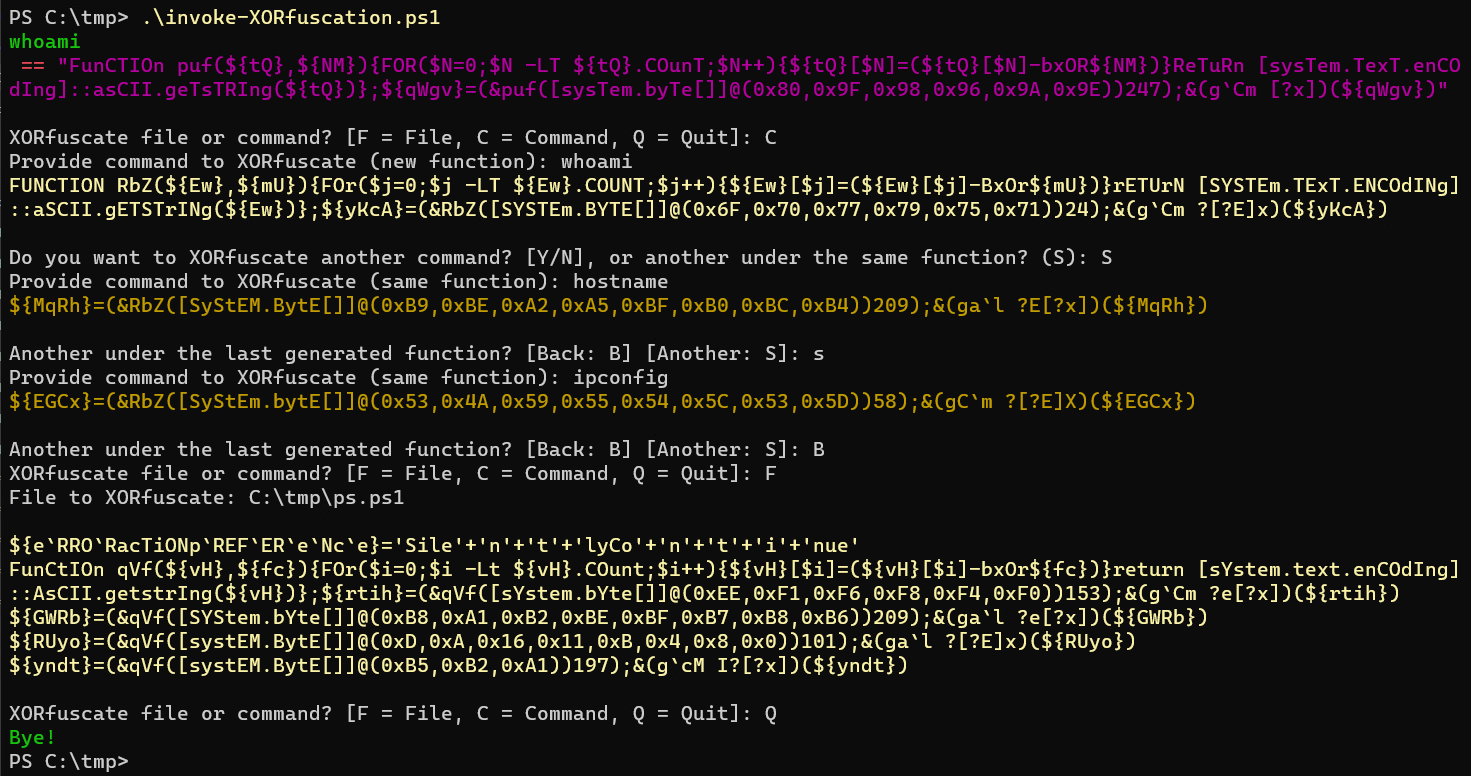 PS C:\tmp> .\invoke-XORfuscation.ps1
whoami
 == "FunCTIOn puf(${tQ},${NM}){FOR($N=0;$N -LT ${tQ}.COunT;$N++){${tQ}[$N]=(${tQ}[$N]-bxOR${NM})}ReTuRn [sysTem.TexT.enCO
dIng]::asCII.geTsTRIng(${tQ})};${qWgv}=(&puf([sysTem.byTe[]]@(0x80,0x9F,0x98,0x96,0x9A,0x9E))247);&(g`Cm [?x])(${qWgv})"
XORfuscate file or command? [F = File, C = Command, Q = Quit]: C
Provide command to XORfuscate (new function): whoami
FUNCTION RbZ(${Ew},${mU}){FOr($j=0;$j -LT ${Ew}.COUNT;$j++){${Ew}[$j]=(${Ew}[$j]-BxOr${mU})}rETUrN [SYSTEm.TExT.ENCOdINg]
::aSCII.gETSTrINg(${Ew})};${yKcA}=(&RbZ([SYSTEm.BYTE[]]@(0x6F,0x70,0x77,0x79,0x75,0x71))24);&(g`Cm ?[?E]x)(${yKcA})
Do you want to XORfuscate another command? [Y/N], or another under the same function? (S): S
Provide command to XORfuscate (same function): hostname
${MqRh}=(&RbZ([SyStEM.BytE[]]@(0xB9,0xBE,0xA2,0xA5,0xBF,0xB0,0xBC,0xB4))209);&(ga`l ?E[?x])(${MqRh})
Another under the last generated function? [Back: B] [Another: S]: s
Provide command to XORfuscate (same function): ipconfig
${EGCx}=(&RbZ([SyStEm.bytE[]]@(0x53,0x4A,0x59,0x55,0x54,0x5C,0x53,0x5D))58);&(gC`m ?[?E]X)(${EGCx})
Another under the last generated function? [Back: B] [Another: S]: B
XORfuscate file or command? [F = File, C = Command, Q = Quit]: F
File to XORfuscate: C:\tmp\ps.ps1
${e`RRO`RacTiONp`REF`ER`e`Nc`e}='Sile'+'n'+'t'+'lyCo'+'n'+'t'+'i'+'nue'
FunCtIOn qVf(${vH},${fc}){FOr($i=0;$i -Lt ${vH}.COunt;$i++){${vH}[$i]=(${vH}[$i]-bxOr${fc})}return [sYstem.text.enCOdIng]
::AsCII.getstrIng(${vH})};${rtih}=(&qVf([sYstem.bYte[]]@(0xEE,0xF1,0xF6,0xF8,0xF4,0xF0))153);&(g`Cm ?e[?x])(${rtih})
${GWRb}=(&qVf([SYStem.bYte[]]@(0xB8,0xA1,0xB2,0xBE,0xBF,0xB7,0xB8,0xB6))209);&(ga`l ?e[?x])(${GWRb})
${RUyo}=(&qVf([systEM.BytE[]]@(0xD,0xA,0x16,0x11,0xB,0x4,0x8,0x0))101);&(ga`l ?[?E]x)(${RUyo})
${yndt}=(&qVf([systEM.BytE[]]@(0xB5,0xB2,0xA1))197);&(g`cM I?[?x])(${yndt})
XORfuscate file or command? [F = File, C = Command, Q = Quit]: Q
Bye!
PS C:\tmp>